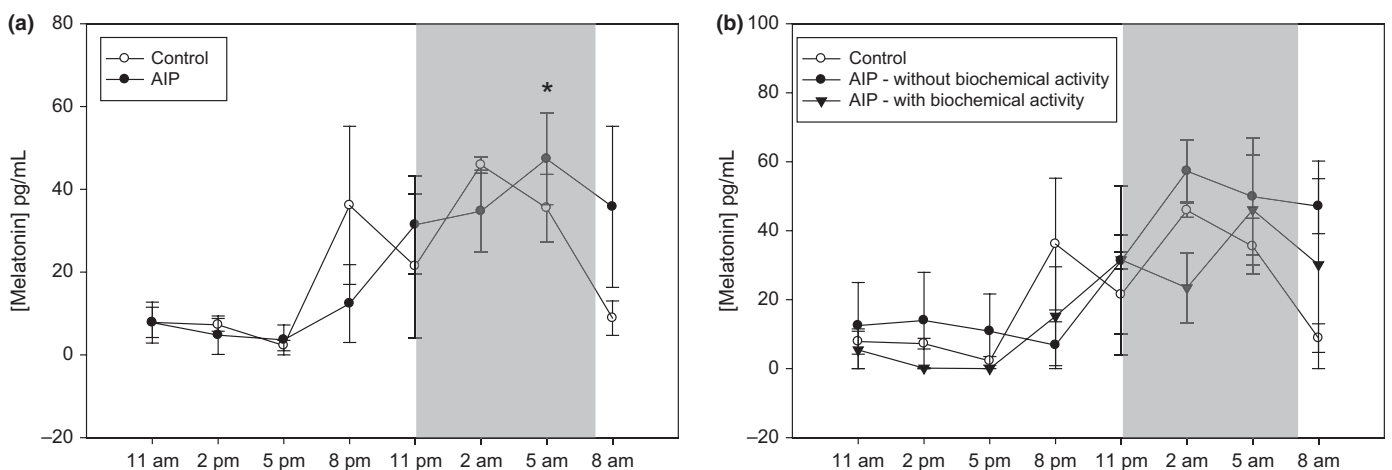 (a)
80
60
40
20
0
–20
[Melatonin] pg/mL
Control
AIP
*
11 am 2 pm 5 pm 8 pm 11 pm 2 am 5 am 8 am
(b)
100
80
60
40
20
0
–20
[Melatonin] pg/mL
Control
AIP - without biochemical activity
AIP - with biochemical activity
11 am 2 pm 5 pm 8 pm 11 pm 2 am 5 am 8 am